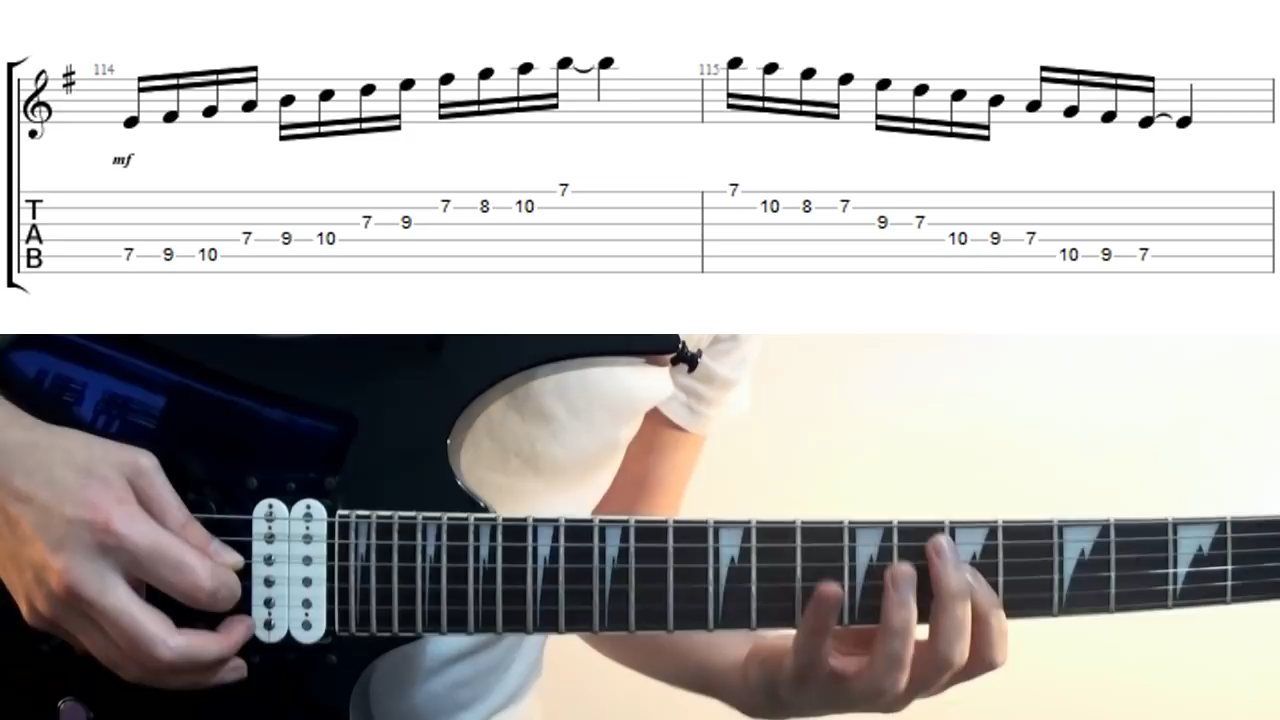 114 115
mf
7 7
T 7 8 10 10 8 7
7 9 9 7
A 7 9 10 10 9 7
B 7 9 10 10 9 7